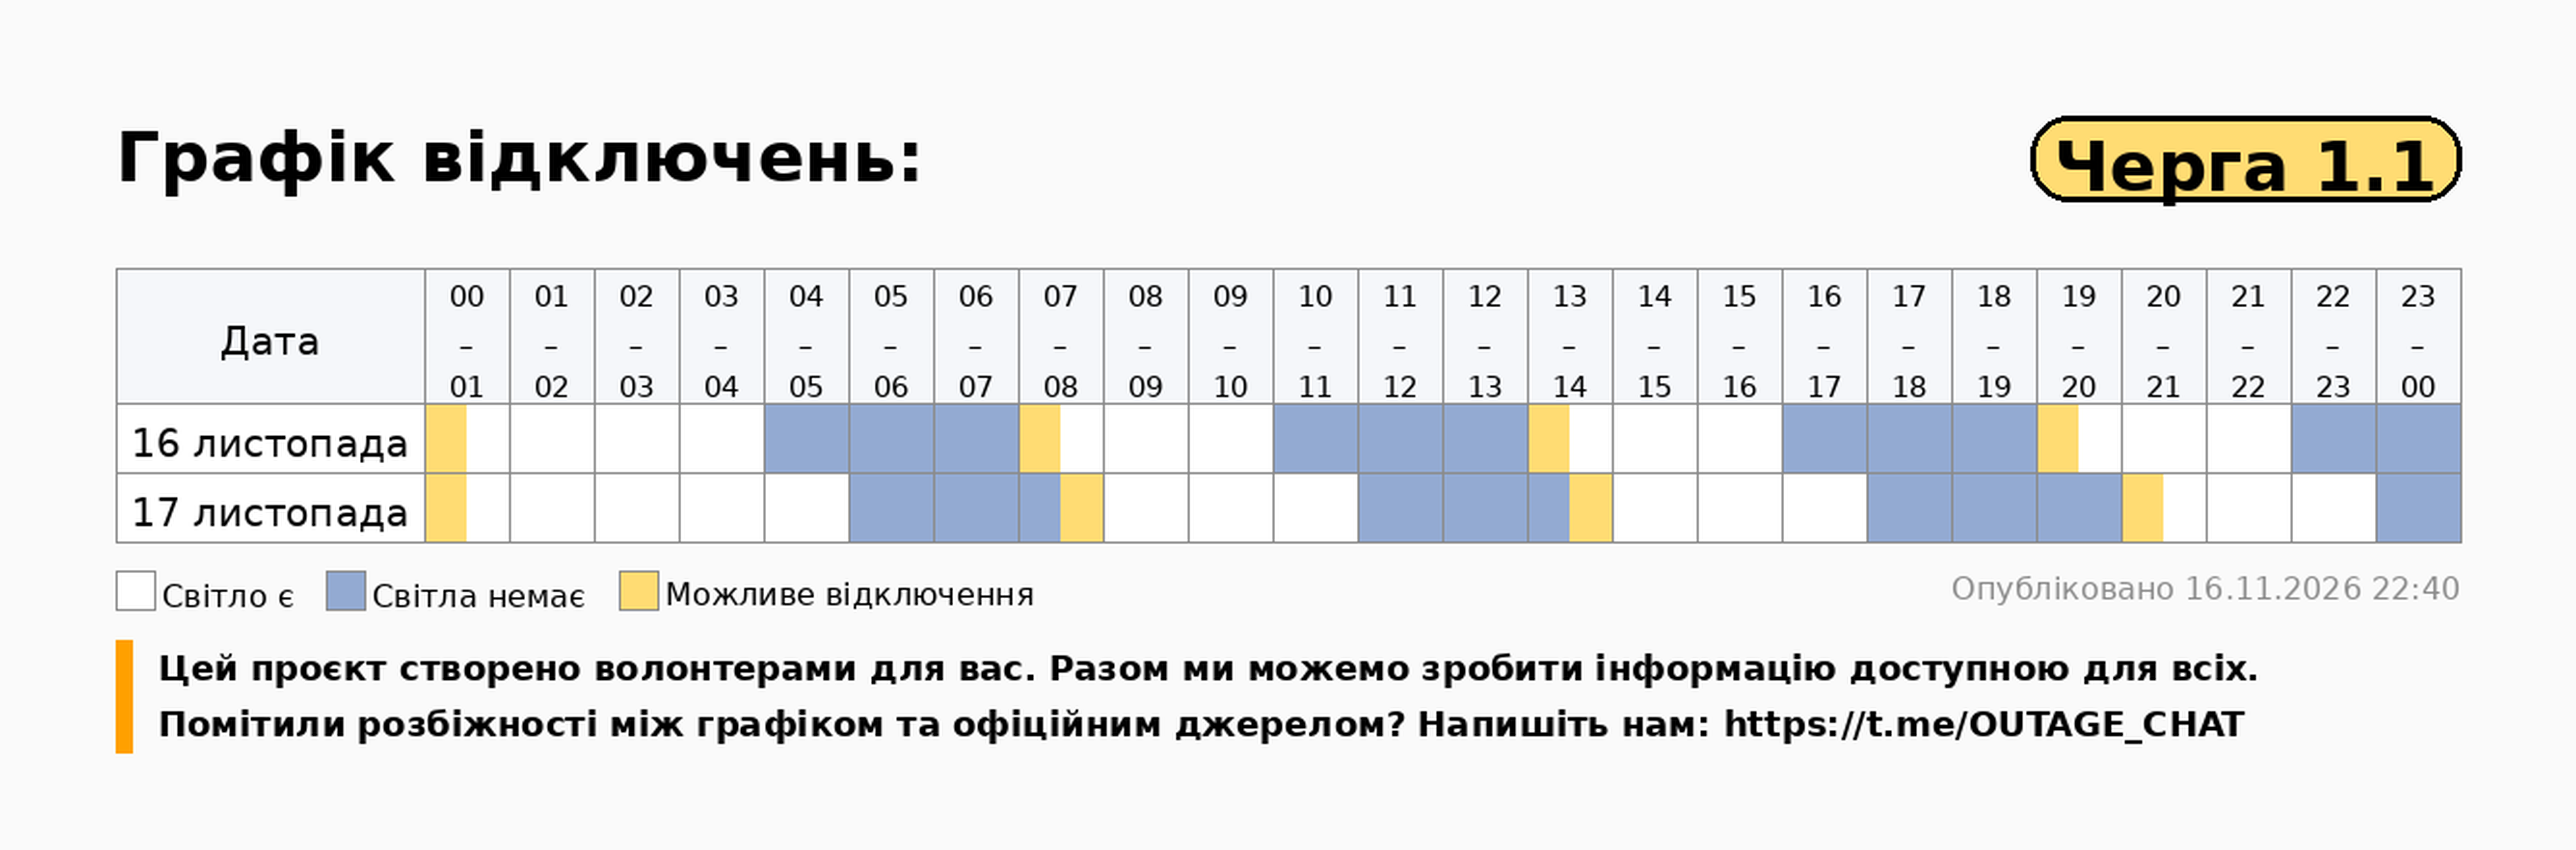 Графік відключень:
Черга 1.1
Дата
00 – 01
01 – 02
02 – 03
03 – 04
04 – 05
05 – 06
06 – 07
07 – 08
08 – 09
09 – 10
10 – 11
11 – 12
12 – 13
13 – 14
14 – 15
15 – 16
16 – 17
17 – 18
18 – 19
19 – 20
20 – 21
21 – 22
22 – 23
23 – 00
16 листопада
17 листопада
Світло є
Світла немає
Можливе відключення
Опубліковано 16.11.2026 22:40
Цей проєкт створено волонтерами для вас. Разом ми можемо зробити інформацію доступною для всіх.
Помітили розбіжності між графіком та офіційним джерелом? Напишіть нам: https://t.me/OUTAGE_CHAT